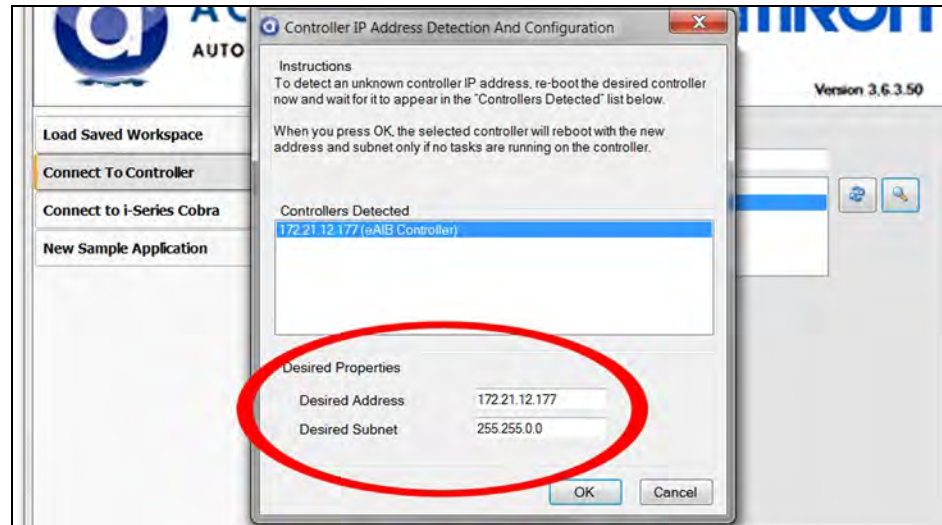 AUTO
Version 3.6.3.50
Load Saved Workspace
Connect To Controller
Connect to i-Series Cobra
New Sample Application
Controller IP Address Detection And Configuration
Instructions
To detect an unknown controller IP address, re-boot the desired controller
now and wait for it to appear in the "Controllers Detected" list below.
When you press OK, the selected controller will reboot with the new
address and subnet only if no tasks are running on the controller.
Controllers Detected
172.21.12.177 (eAIB Controller)
Desired Properties
Desired Address 172.21.12.177
Desired Subnet 255.255.0.0
OK Cancel